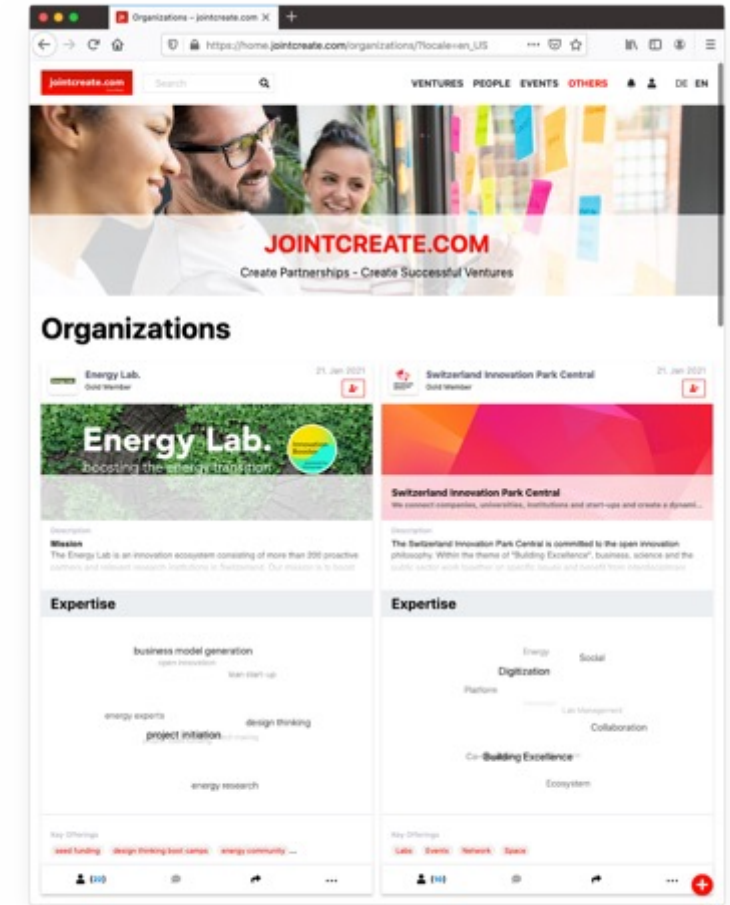 Organizations – jointcreate.com
https://home.jointcreate.com/organizations/?locale=en_US
jointcreate.com
Search
VENTURES PEOPLE EVENTS OTHERS
DE EN
JOINTCREATE.COM
Create Partnerships - Create Successful Ventures
Organizations
Energy Lab.
Gold Member
21. Jan 2021
Energy Lab.
boosting the energy transition
Innovation
Booster
Description
Mission
The Energy Lab is an innovation ecosystem consisting of more than 200 proactive
partners and relevant research institutions in Switzerland. Our mission is to boost
Expertise
business model generation
open innovation
lean start-up
energy experts
design thinking
project initiation
energy research
Key Offerings
seed funding design thinking boot camps energy community ...
Switzerland Innovation Park Central
Gold Member
21. Jan 2021
Switzerland Innovation Park Central
We connect companies, universities, institutions and start-ups and create a dynami...
Description
The Switzerland Innovation Park Central is committed to the open innovation
philosophy. Within the theme of "Building Excellence", business, science and the
public sector work together on specific issues and benefit from interdisciplinary
Expertise
Energy
Social
Digitization
Platform
Lab Management
Collaboration
Building Excellence
Ecosystem
Key Offerings
Labs Events Network Space